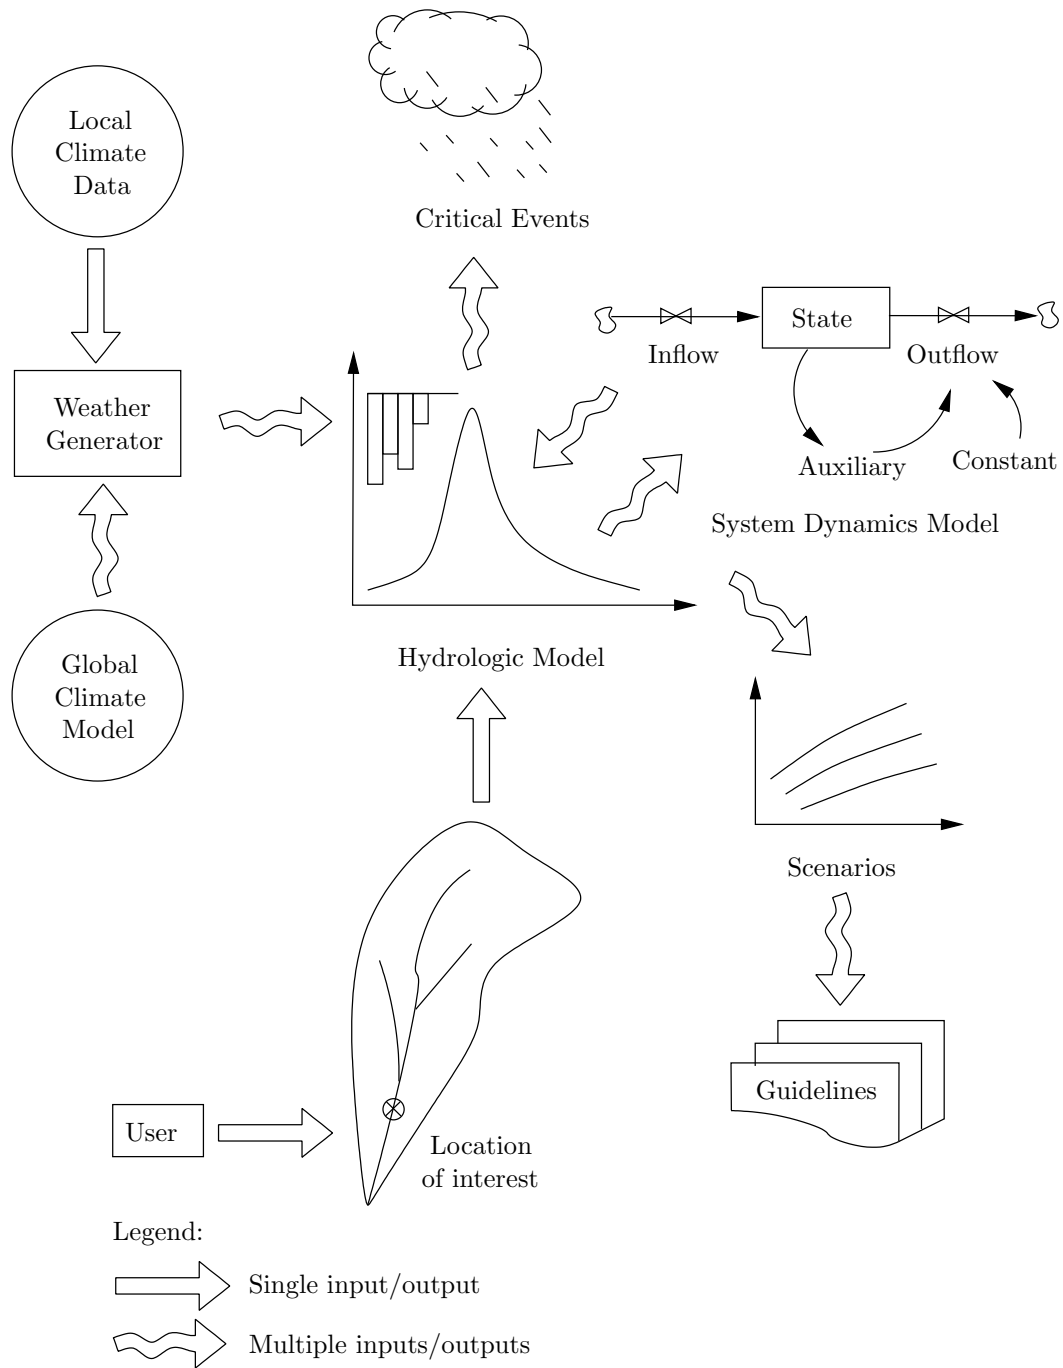 Local
Climate
Data
Critical Events
State
Inflow
Outflow
Weather
Generator
Auxiliary
Constant
System Dynamics Model
Hydrologic Model
Global
Climate
Model
Scenarios
Guidelines
User
Location
of interest
Legend:
Single input/output
Multiple inputs/outputs